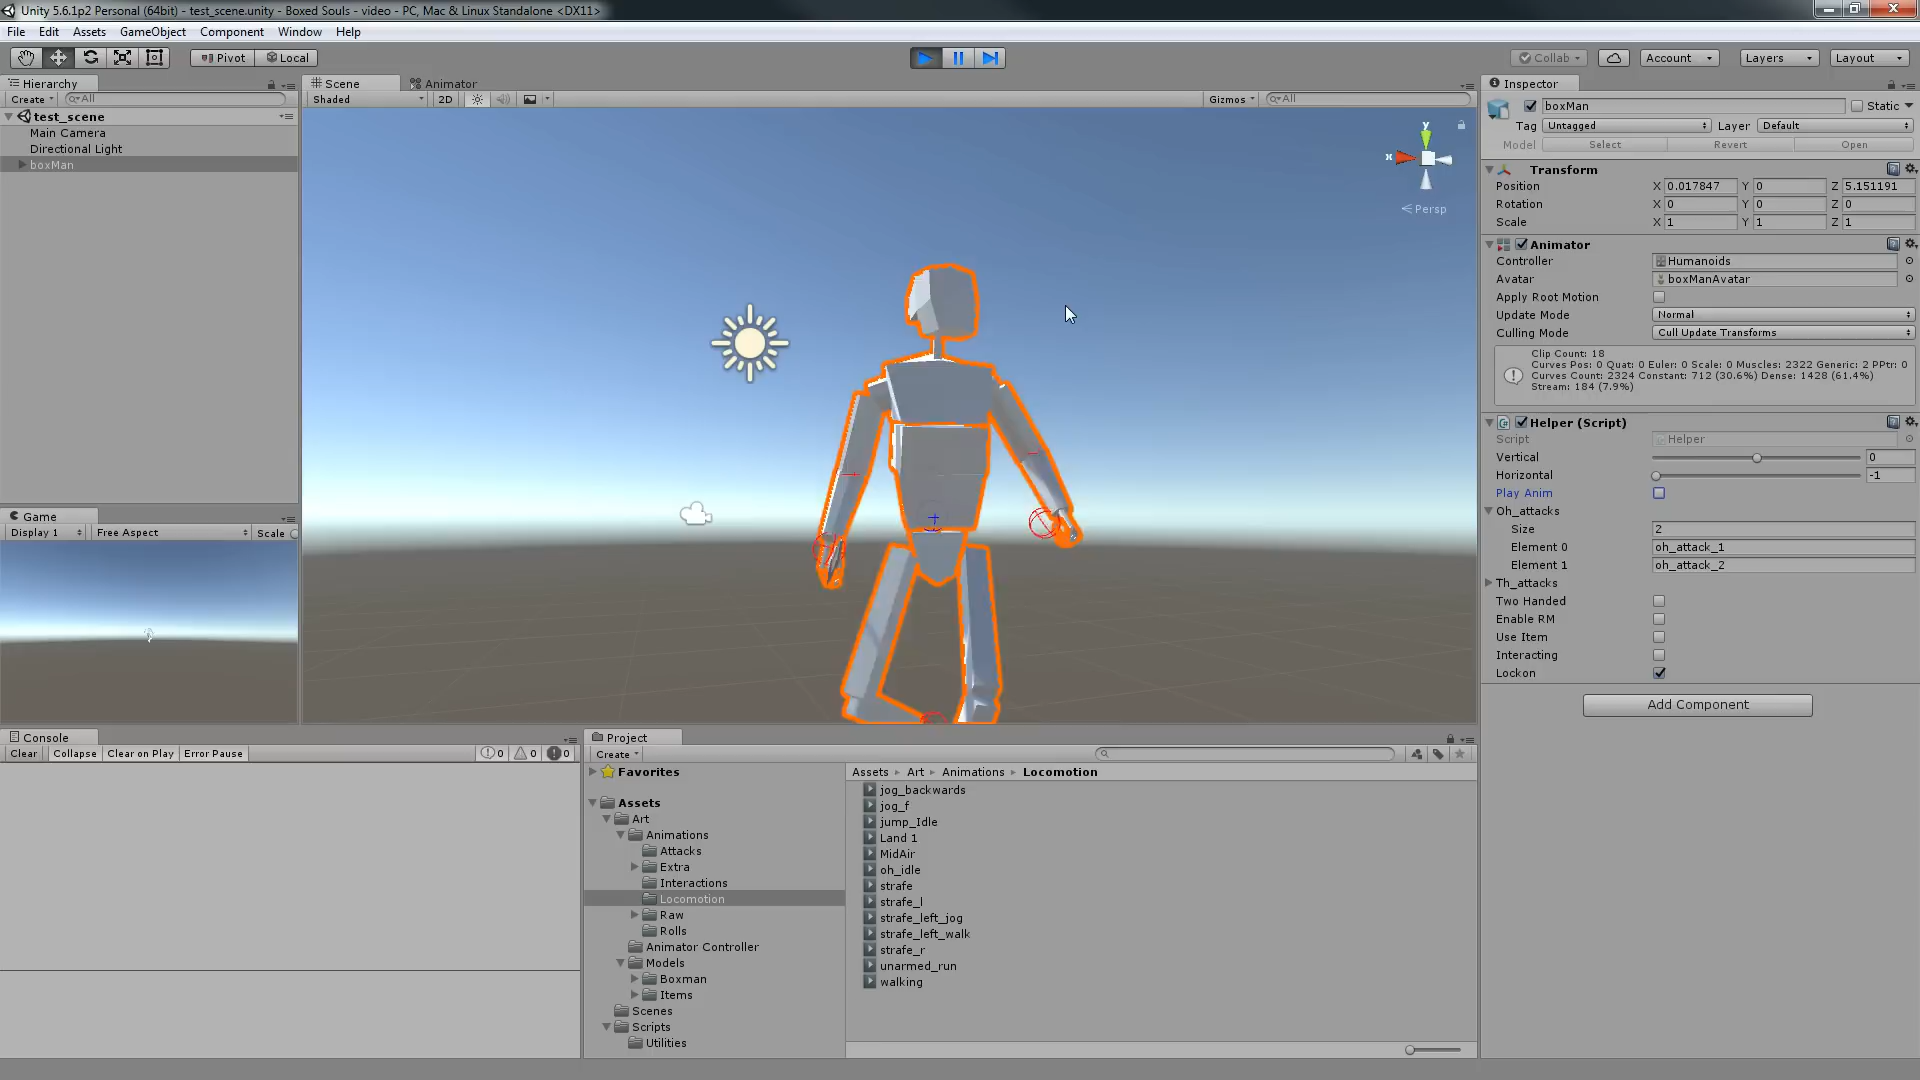 Unity 5.6.1p2 Personal (64bit) - test_scene.unity - Boxed Souls - video - PC, Mac & Linux Standalone <DX11>
File Edit Assets GameObject Component Window Help
Pivot Local Collab Account Layers Layout
Hierarchy
Create All
test_scene
Main Camera
Directional Light
boxMan
Scene Animator
Shaded 2D Gizmos All
y
x
Persp
Game
Display 1 Free Aspect Scale
Inspector
boxMan Static
Tag Untagged Layer Default
Model Select Revert Open
Transform
Position X 0.017847 Y 0 Z 5.151191
Rotation X 0 Y 0 Z 0
Scale X 1 Y 1 Z 1
Animator
Controller Humanoids
Avatar boxManAvatar
Apply Root Motion
Update Mode Normal
Culling Mode Cull Update Transforms
Clip Count: 18
Curves Pos: 0 Quat: 0 Euler: 0 Scale: 0 Muscles: 2322 Generic: 2 PPtr: 0
Curves Count: 2324 Constant: 712 (30.6%) Dense: 1428 (61.4%)
Stream: 184 (7.9%)
Helper (Script)
Script Helper
Vertical 0
Horizontal -1
Play Anim
Oh_attacks
Size 2
Element 0 oh_attack_1
Element 1 oh_attack_2
Th_attacks
Two Handed
Enable RM
Use Item
Interacting
Lockon
Add Component
Console
Clear Collapse Clear on Play Error Pause 0 0 0
Project
Create
Favorites
Assets
Art
Animations
Attacks
Extra
Interactions
Locomotion
Raw
Rolls
Animator Controller
Models
Boxman
Items
Scenes
Scripts
Utilities
Assets Art Animations Locomotion
jog_backwards
jog_f
jump_Idle
Land 1
MidAir
oh_idle
strafe
strafe_l
strafe_left_jog
strafe_left_walk
strafe_r
unarmed_run
walking